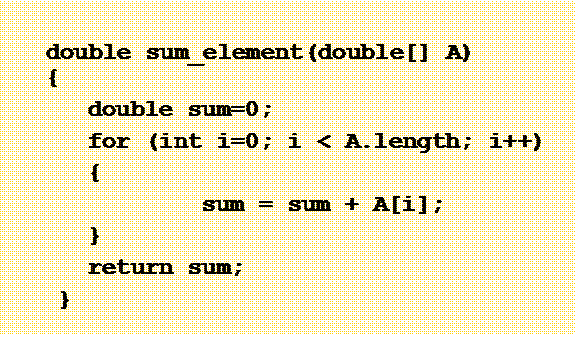 double sum_element(double[] A)
{
double sum=0;
for (int i=0; i < A.length; i++)
{
sum = sum + A[i];
}
return sum;
}